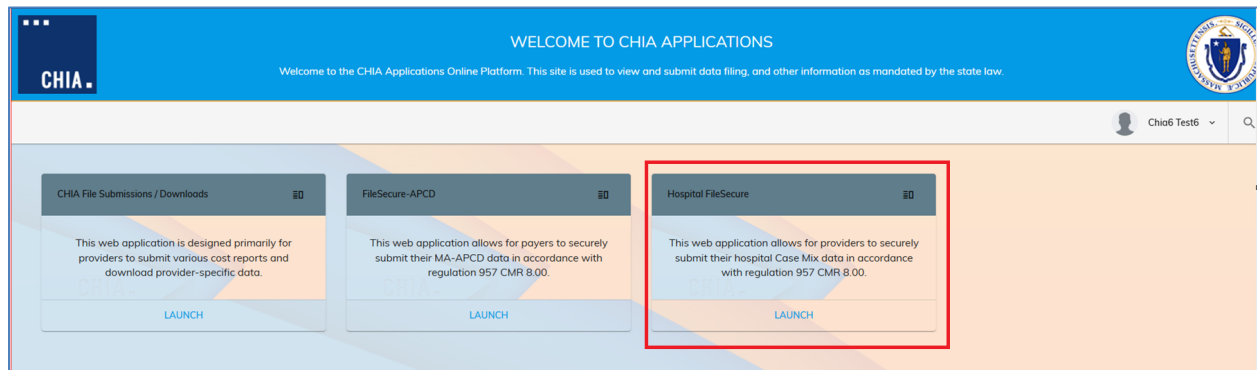 WELCOME TO CHIA APPLICATIONS
Welcome to the CHIA Applications Online Platform. This site is used to view and submit data filing, and other information as mandated by the state law.
CHIA.
Chia6 Test6
CHIA File Submissions / Downloads
This web application is designed primarily for
providers to submit various cost reports and
download provider-specific data.
LAUNCH
FileSecure-APCD
This web application allows for payers to securely
submit their MA-APCD data in accordance with
regulation 957 CMR 8.00.
LAUNCH
Hospital FileSecure
This web application allows for providers to securely
submit their hospital Case Mix data in accordance
with regulation 957 CMR 8.00.
LAUNCH